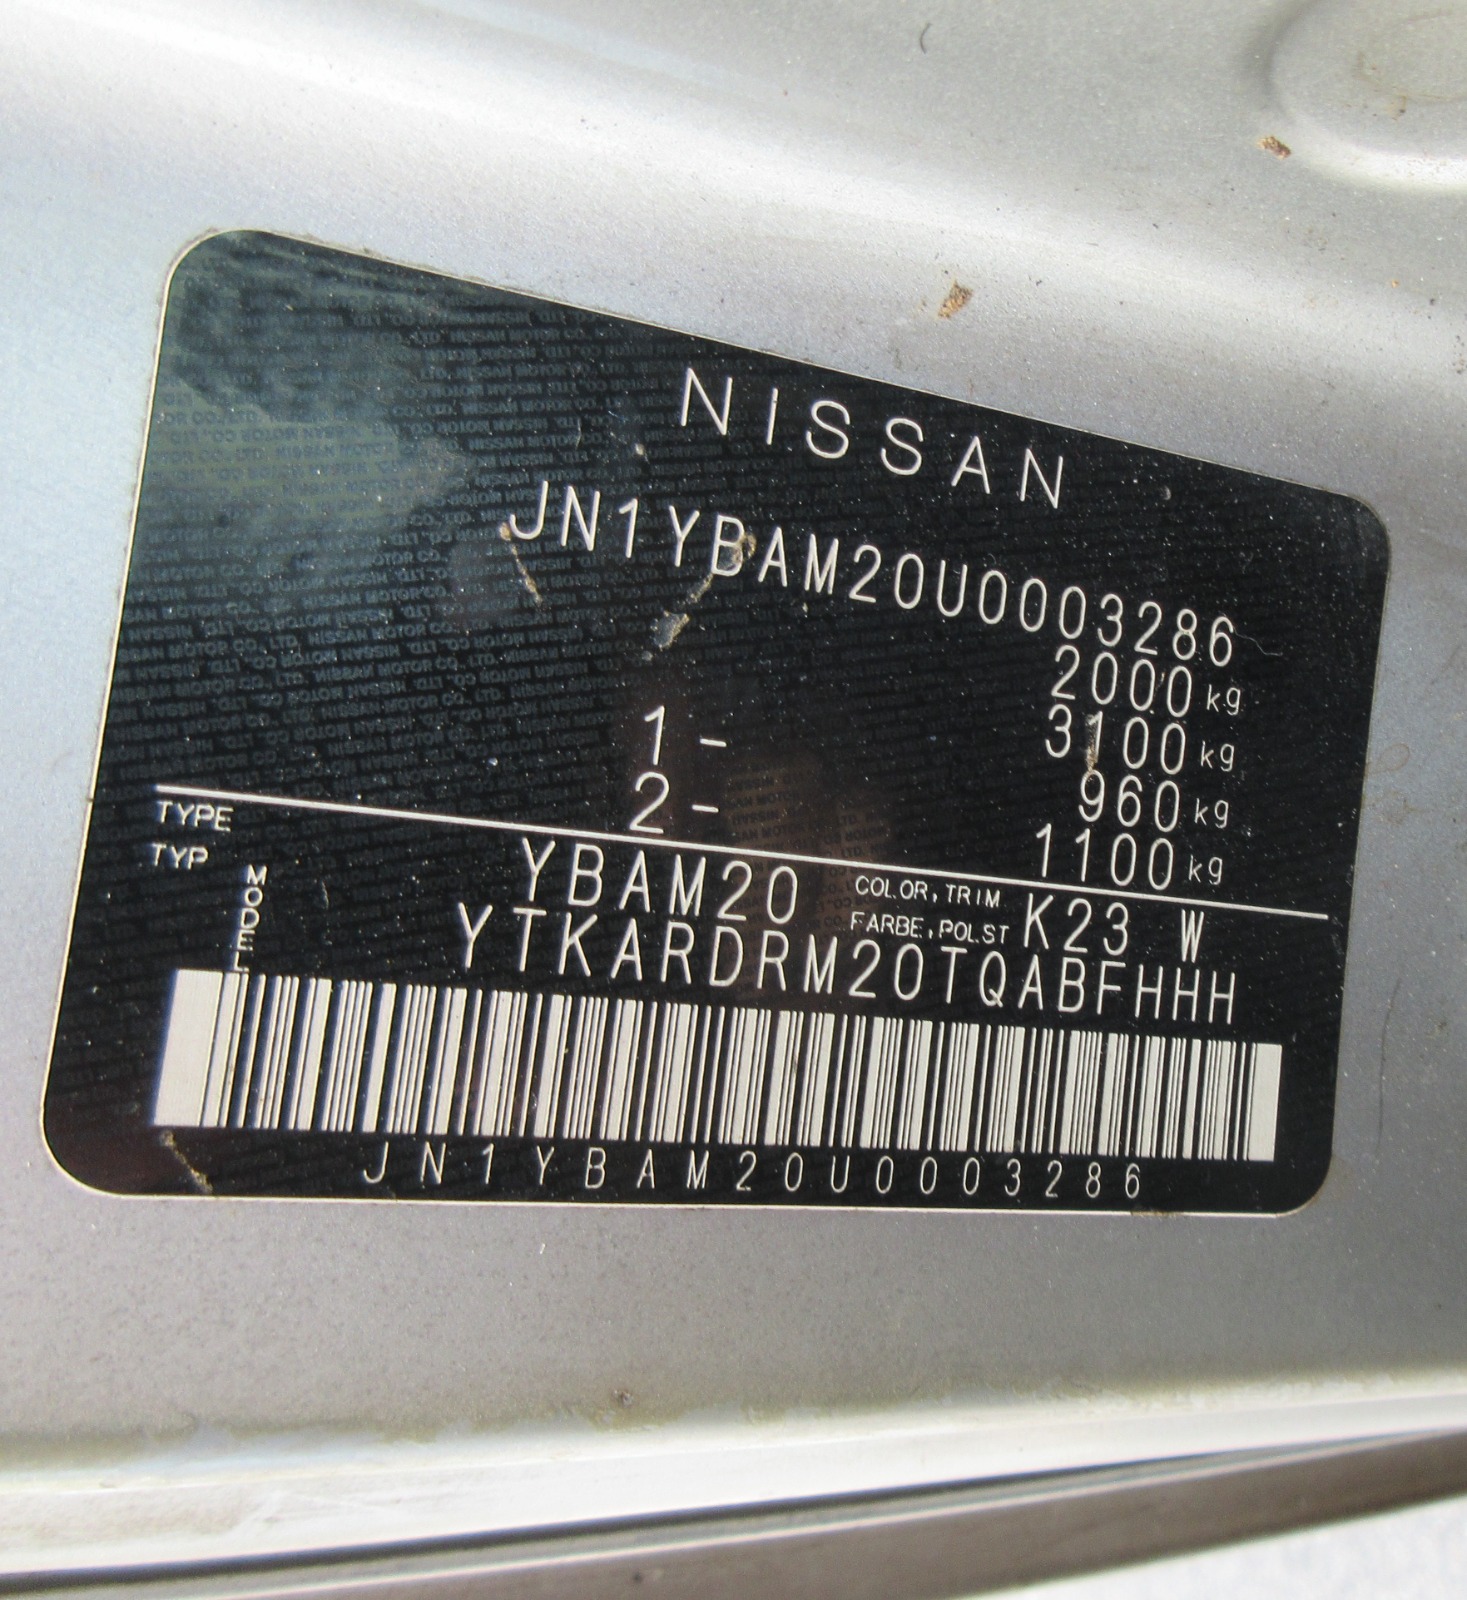 NISSAN
JN1YBAM20U0003286
2000 kg
3100 kg
1- 960 kg
2- 1100 kg
TYPE
TYP
YBAM20
COLOR, TRIM
FARBE, POLST
K23 W
MODELL
YTKARDRM20TQABFHHH
JN1YBAM20U0003286